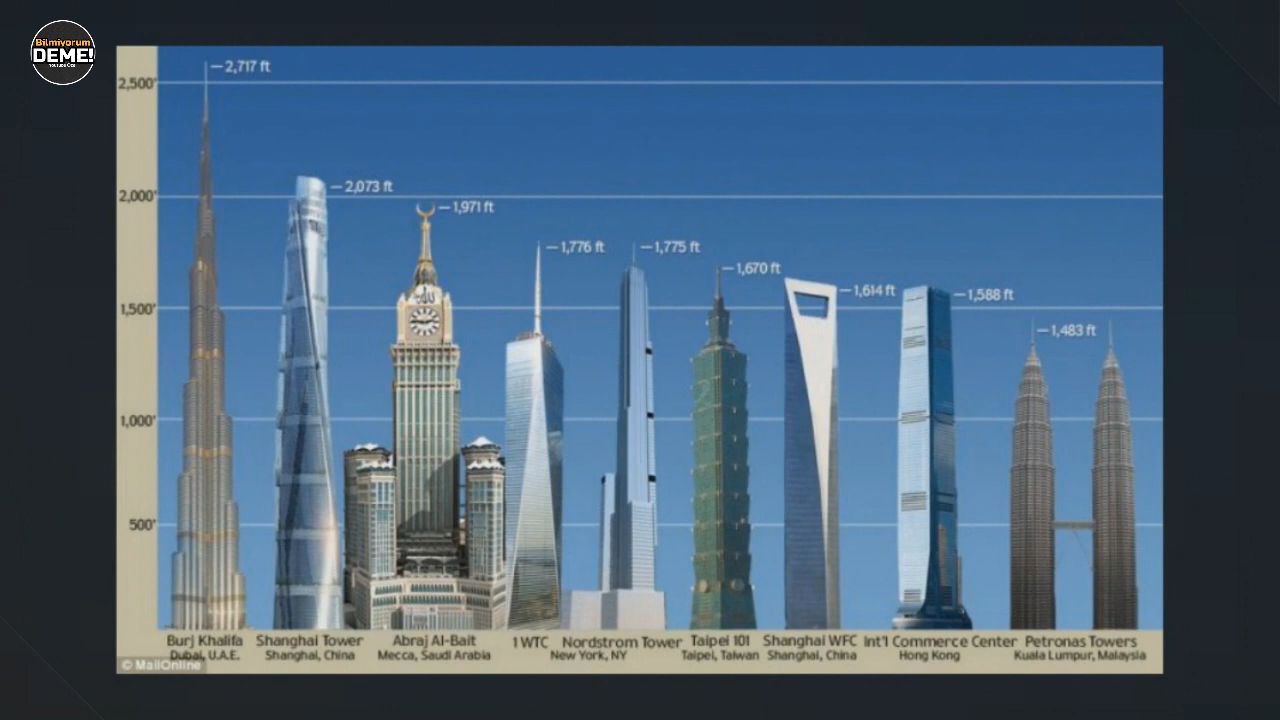 Bilmiyorum
DEME!
2,717 ft
2,500'
2,073 ft
2,000'
1,971 ft
1,776 ft
1,775 ft
1,670 ft
1,614 ft
1,588 ft
1,500'
1,483 ft
1,000'
500'
Burj Khalifa
Dubai, U.A.E.
Shanghai Tower
Shanghai, China
Abraj Al-Bait
Mecca, Saudi Arabia
1 WTC
Nordstrom Tower
New York, NY
Taipei 101
Taipei, Taiwan
Shanghai WFC
Shanghai, China
Int'l Commerce Center
Hong Kong
Petronas Towers
Kuala Lumpur, Malaysia
© MailOnline